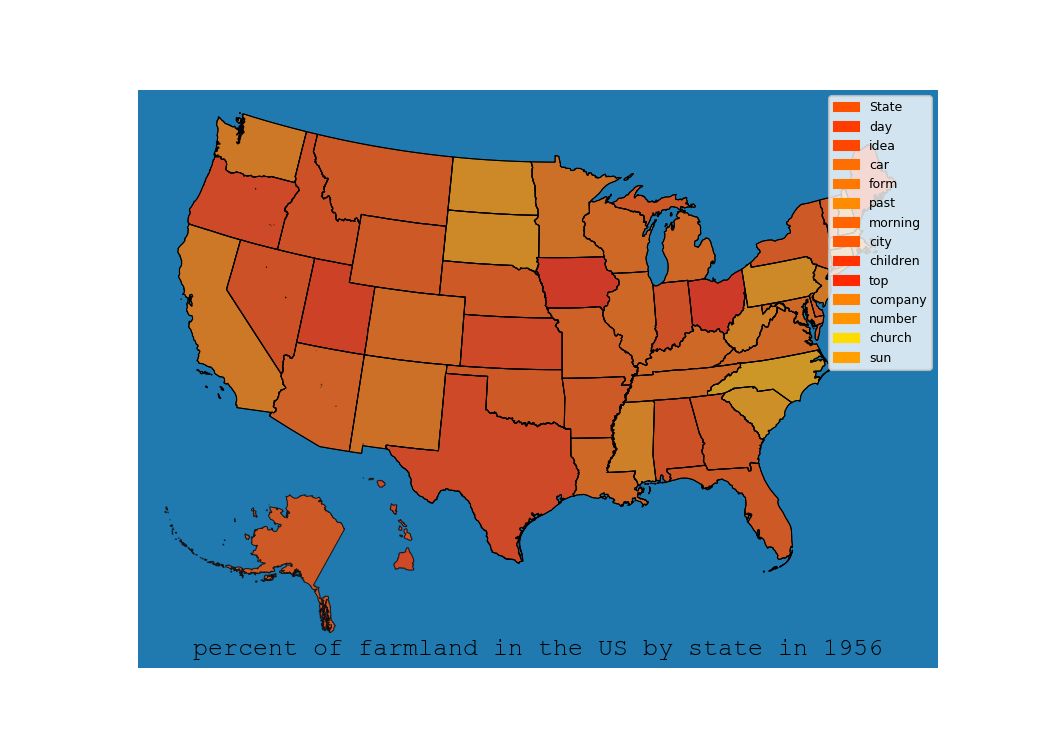 State
day
idea
car
form
past
morning
city
children
top
company
number
church
sun
percent of farmland in the US by state in 1956